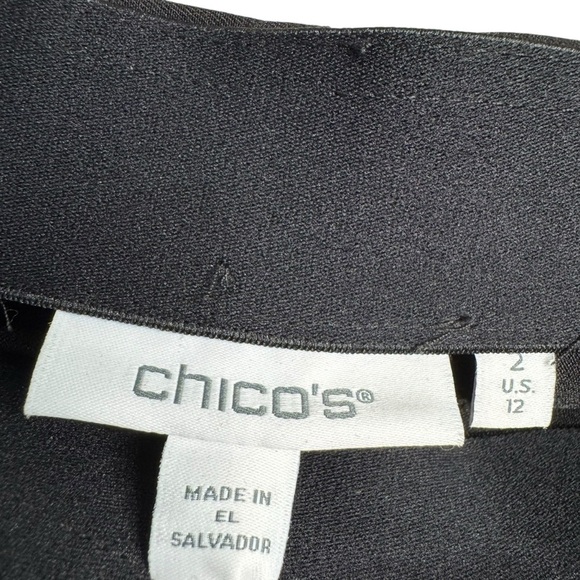 chico's®
2
U.S.
12
MADE IN
EL
SALVADOR